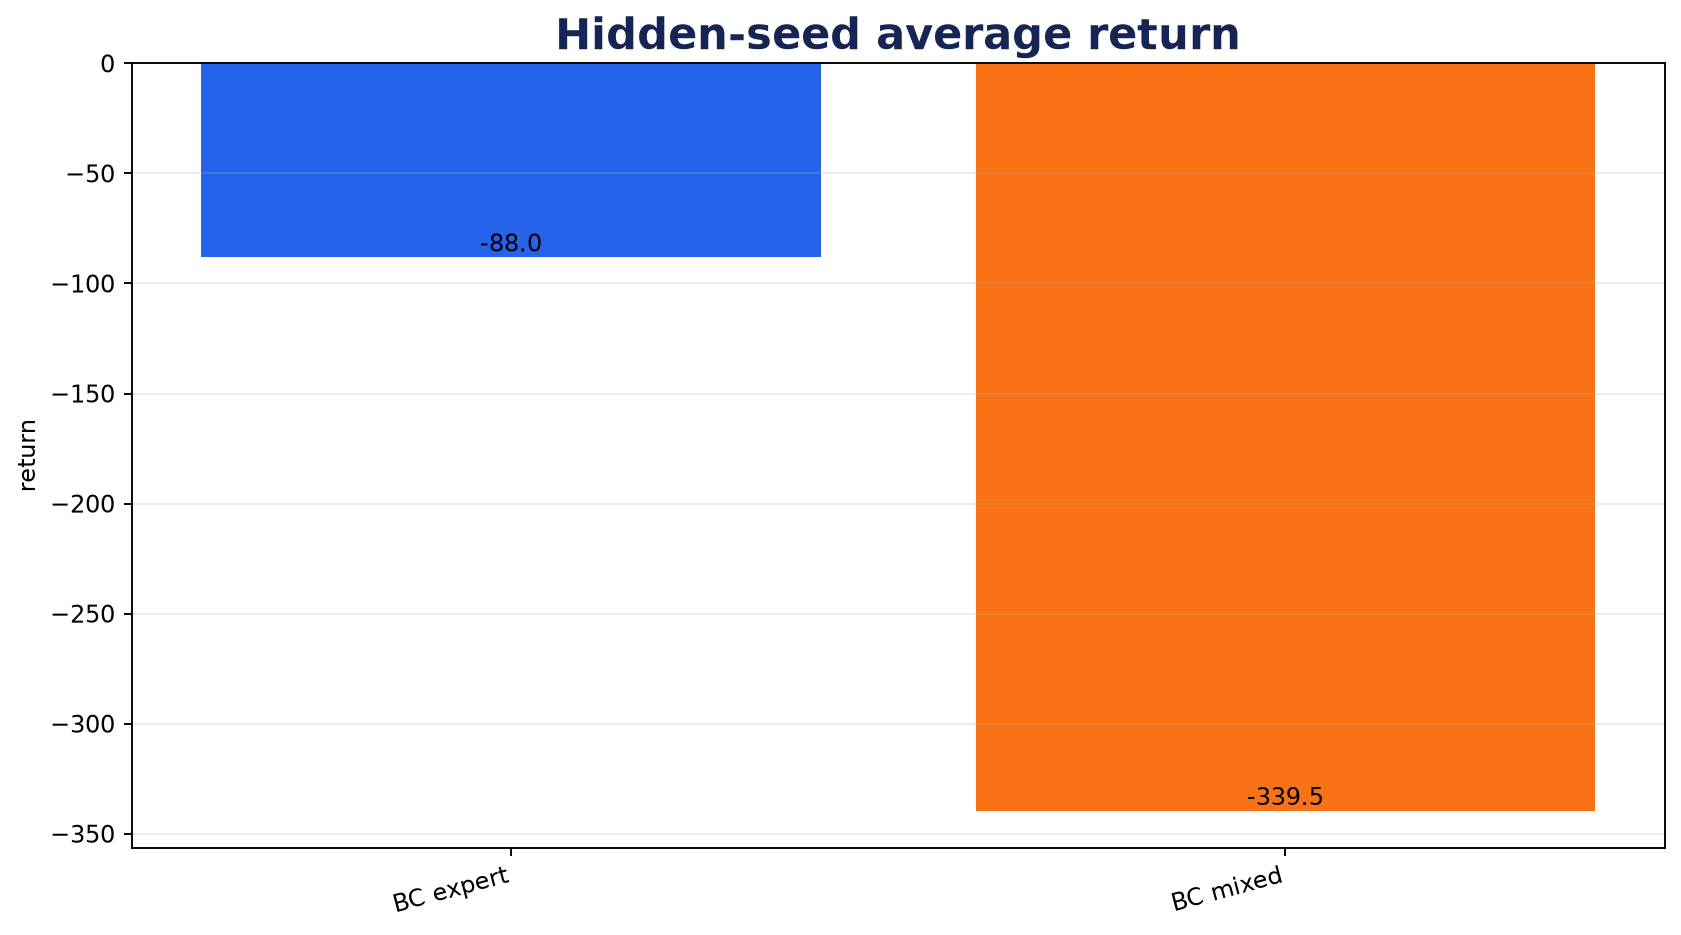 Hidden-seed average return
0
−50
−100
−150
−200
−250
−300
−350
return
-88.0
-339.5
BC expert
BC mixed